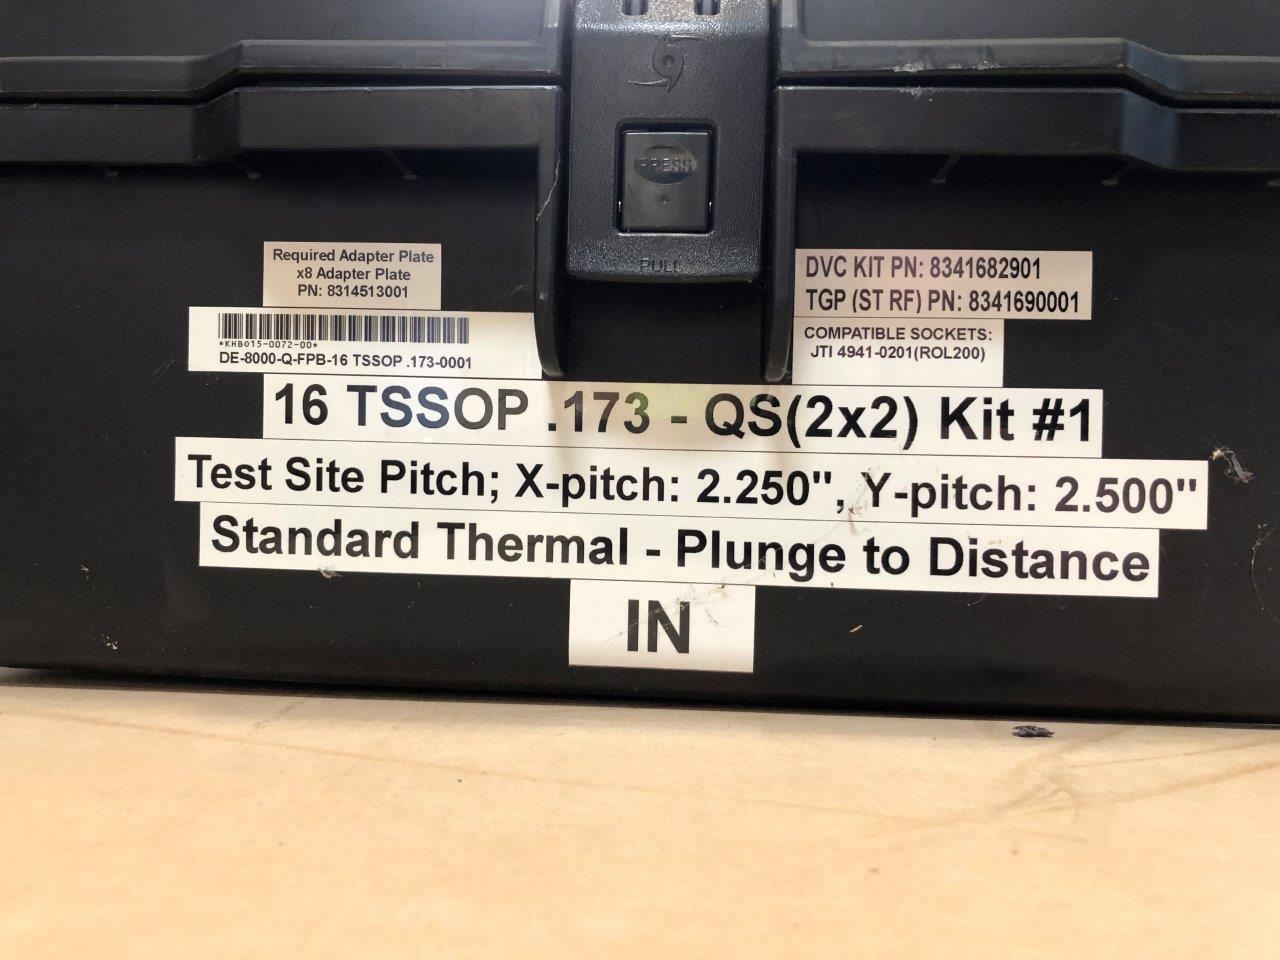 PRESS
PULL
Required Adapter Plate
x8 Adapter Plate
PN: 8314513001
*KHB015-0072-00*
DE-8000-Q-FPB-16 TSSOP .173-0001
DVC KIT PN: 8341682901
TGP (ST RF) PN: 8341690001
COMPATIBLE SOCKETS:
JTI 4941-0201(ROL200)
16 TSSOP .173 - QS(2x2) Kit #1
Test Site Pitch; X-pitch: 2.250", Y-pitch: 2.500"
Standard Thermal - Plunge to Distance
IN